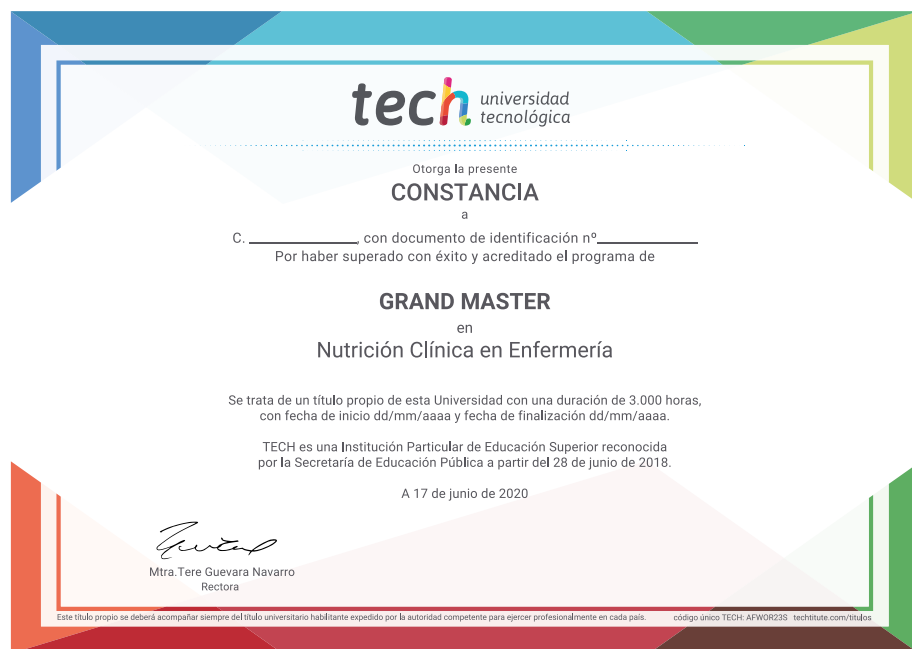 tech universidad
tecnológica
Otorga la presente
CONSTANCIA
a
C. ____________, con documento de identificación nº____________
Por haber superado con éxito y acreditado el programa de
GRAND MASTER
en
Nutrición Clínica en Enfermería
Se trata de un título propio de esta Universidad con una duración de 3.000 horas,
con fecha de inicio dd/mm/aaaa y fecha de finalización dd/mm/aaaa.
TECH es una Institución Particular de Educación Superior reconocida
por la Secretaría de Educación Pública a partir del 28 de junio de 2018.
A 17 de junio de 2020
Mtra.Tere Guevara Navarro
Rectora
Este título propio se deberá acompañar siempre del título universitario habilitante expedido por la autoridad competente para ejercer profesionalmente en cada país. código único TECH: AFWOR23S techtitute.com/titulos